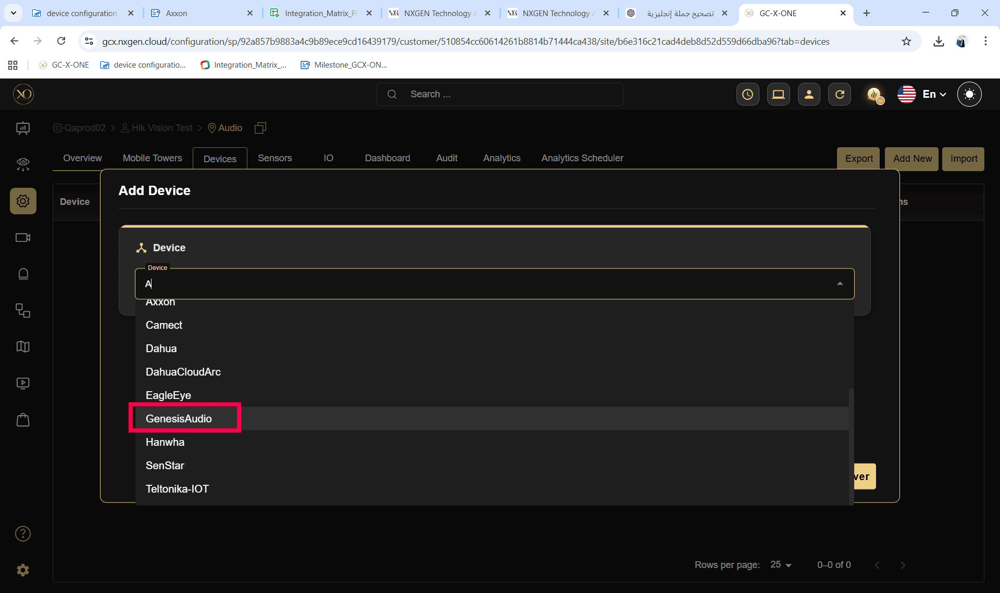 device configuration
Axxon
Integration_Matrix_P
NXGEN Technology
NXGEN Technology
تصحيح جملة إنجليزية
GC-X-ONE
gcx.nxgen.cloud/configuration/sp/92a857b9883a4c9b89ece9cd16439179/customer/510854cc60614261b8814b71444ca438/site/b6e316c21cad4deb8d52d559d66dba96?tab=devices
GC-X-ONE
device configuratio...
Integration_Matrix_...
Milestone_GCX-ON...
XO
Search ...
En
Qaprod02 > Hik Vision Test > Audio
Overview
Mobile Towers
Devices
Sensors
IO
Dashboard
Audit
Analytics
Analytics Scheduler
Export
Add New
Import
Device
ns
Add Device
Device
Device
A
Axxon
Camect
Dahua
DahuaCloudArc
EagleEye
GenesisAudio
Hanwha
SenStar
Teltonika-IOT
ver
Rows per page: 25
0–0 of 0